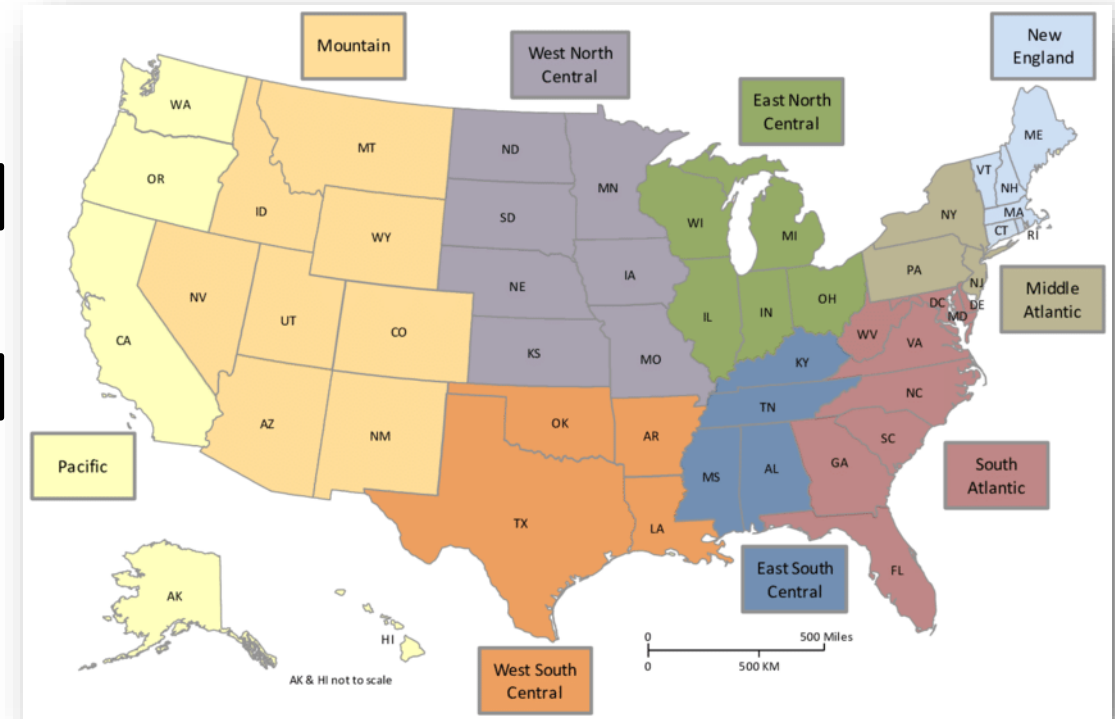 Mountain
West North
Central
East North
Central
New
England
WA
OR
CA
MT
ID
WY
NV
UT
CO
AZ
NM
ND
SD
NE
KS
MN
IA
MO
WI
MI
IL
IN
OH
ME
VT
NH
MA
CT
RI
NY
PA
NJ
Middle
Atlantic
DC
DE
MD
WV
VA
NC
SC
GA
FL
South
Atlantic
KY
TN
MS
AL
East South
Central
OK
AR
TX
LA
West South
Central
Pacific
AK
HI
AK & HI not to scale
0
500 Miles
0
500 KM